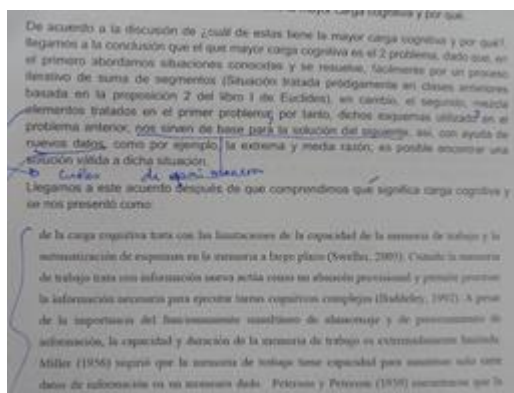 mayor carga cognitiva y por qué.
De acuerdo a la discusión de ¿cuál de estas tiene la mayor carga cognitiva y por qué?,
llegamos a la conclusión que el que mayor carga cognitiva es el 2 problema, dado que, en
el primero abordamos situaciones conocidas y se resuelve, fácilmente por un proceso
iterativo de suma de segmentos (Situación tratada pródigamente en clases anteriores
basada en la proposición 2 del libro I de Euclides), en cambio, el segundo, mezcla
elementos tratados en el primer problema; por tanto, dichos esquemas utilizado en el
problema anterior, nos sirven de base para la solución del siguiente, así, con ayuda de
nuevos datos, como por ejemplo, la extrema y media razón, es posible encontrar una
solución válida a dicha situación.
Cuáles de
Llegamos a este acuerdo después de que comprendimos que significa carga cognitiva y
se nos presentó como:
de la carga cognitiva trata con las limitaciones de la capacidad de la memoria de trabajo y la
automatización de esquemas en la memoria a largo plazo (Sweller, 2009). Cuando la memoria
de trabajo trata con información nueva actúa como un almacén provisional y permite procesar
la información necesaria para ejecutar tareas cognitivas complejas (Baddeley, 1992). A pesar
de la importancia del funcionamiento simultáneo de almacenaje y de procesamiento de
información, la capacidad y duración de la memoria de trabajo es extremadamente limitada.
Miller (1956) sugirió que la memoria de trabajo tiene capacidad para mantener solo siete
datos de información en un momento dado. Peterson y Peterson (1959) encontraron que la